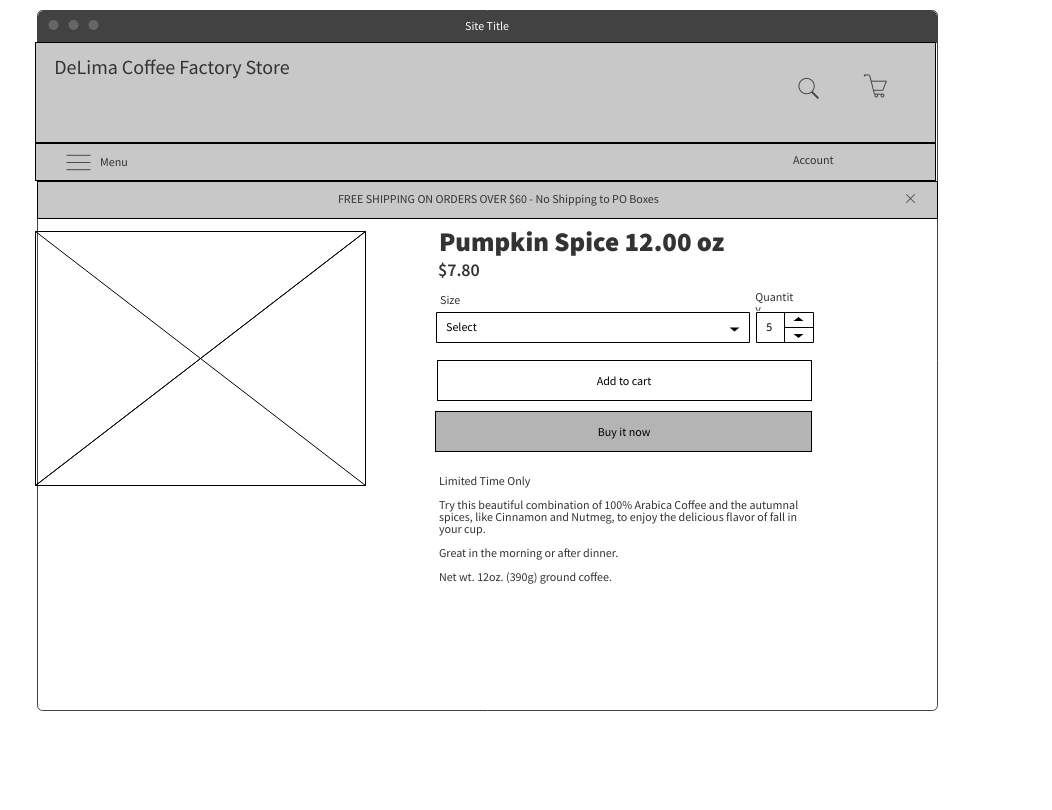 Site Title
DeLima Coffee Factory Store
Menu
Account
FREE SHIPPING ON ORDERS OVER $60 - No Shipping to PO Boxes
Pumpkin Spice 12.00 oz
$7.80
Size
Quantit
y
Select
5
Add to cart
Buy it now
Limited Time Only
Try this beautiful combination of 100% Arabica Coffee and the autumnal
spices, like Cinnamon and Nutmeg, to enjoy the delicious flavor of fall in
your cup.
Great in the morning or after dinner.
Net wt. 12oz. (390g) ground coffee.